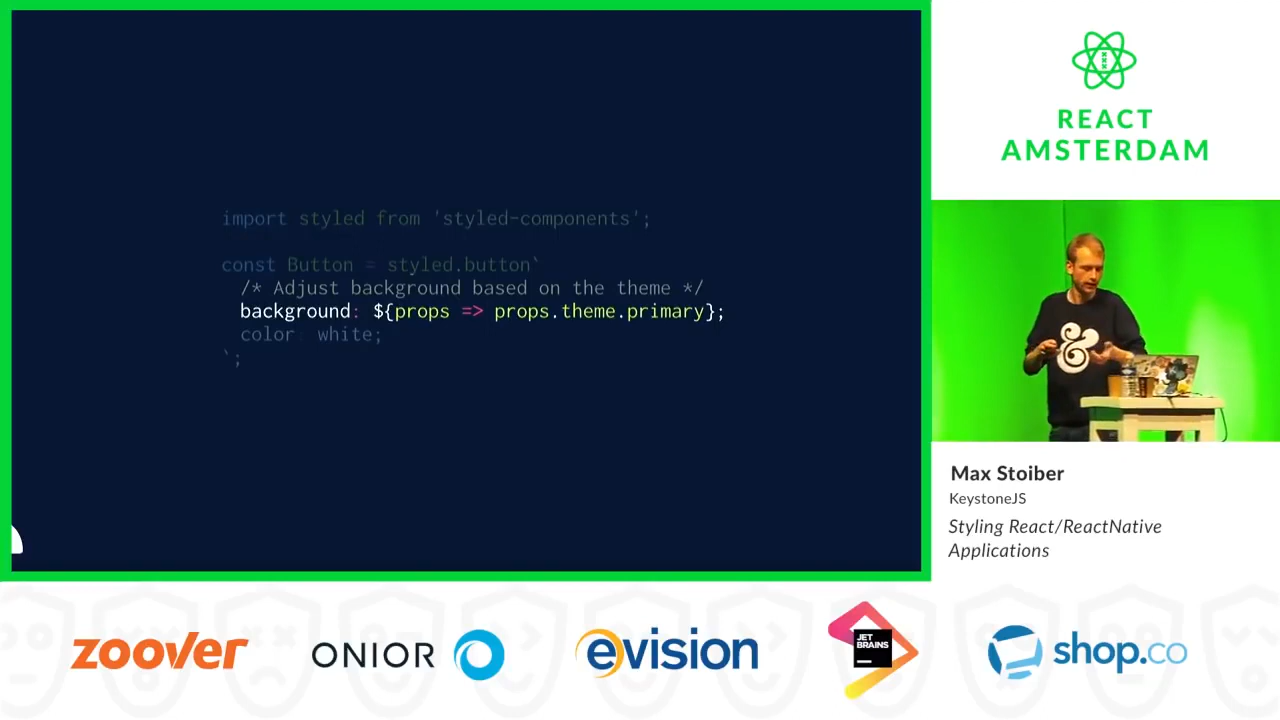 import styled from 'styled-components';
const Button = styled.button`
/* Adjust background based on the theme */
background: ${props => props.theme.primary};
color: white;
`;
REACT
AMSTERDAM
&
Max Stoiber
KeystoneJS
Styling React/ReactNative
Applications
zoover
ONIOR
evision
JET
BRAINS
shop.co